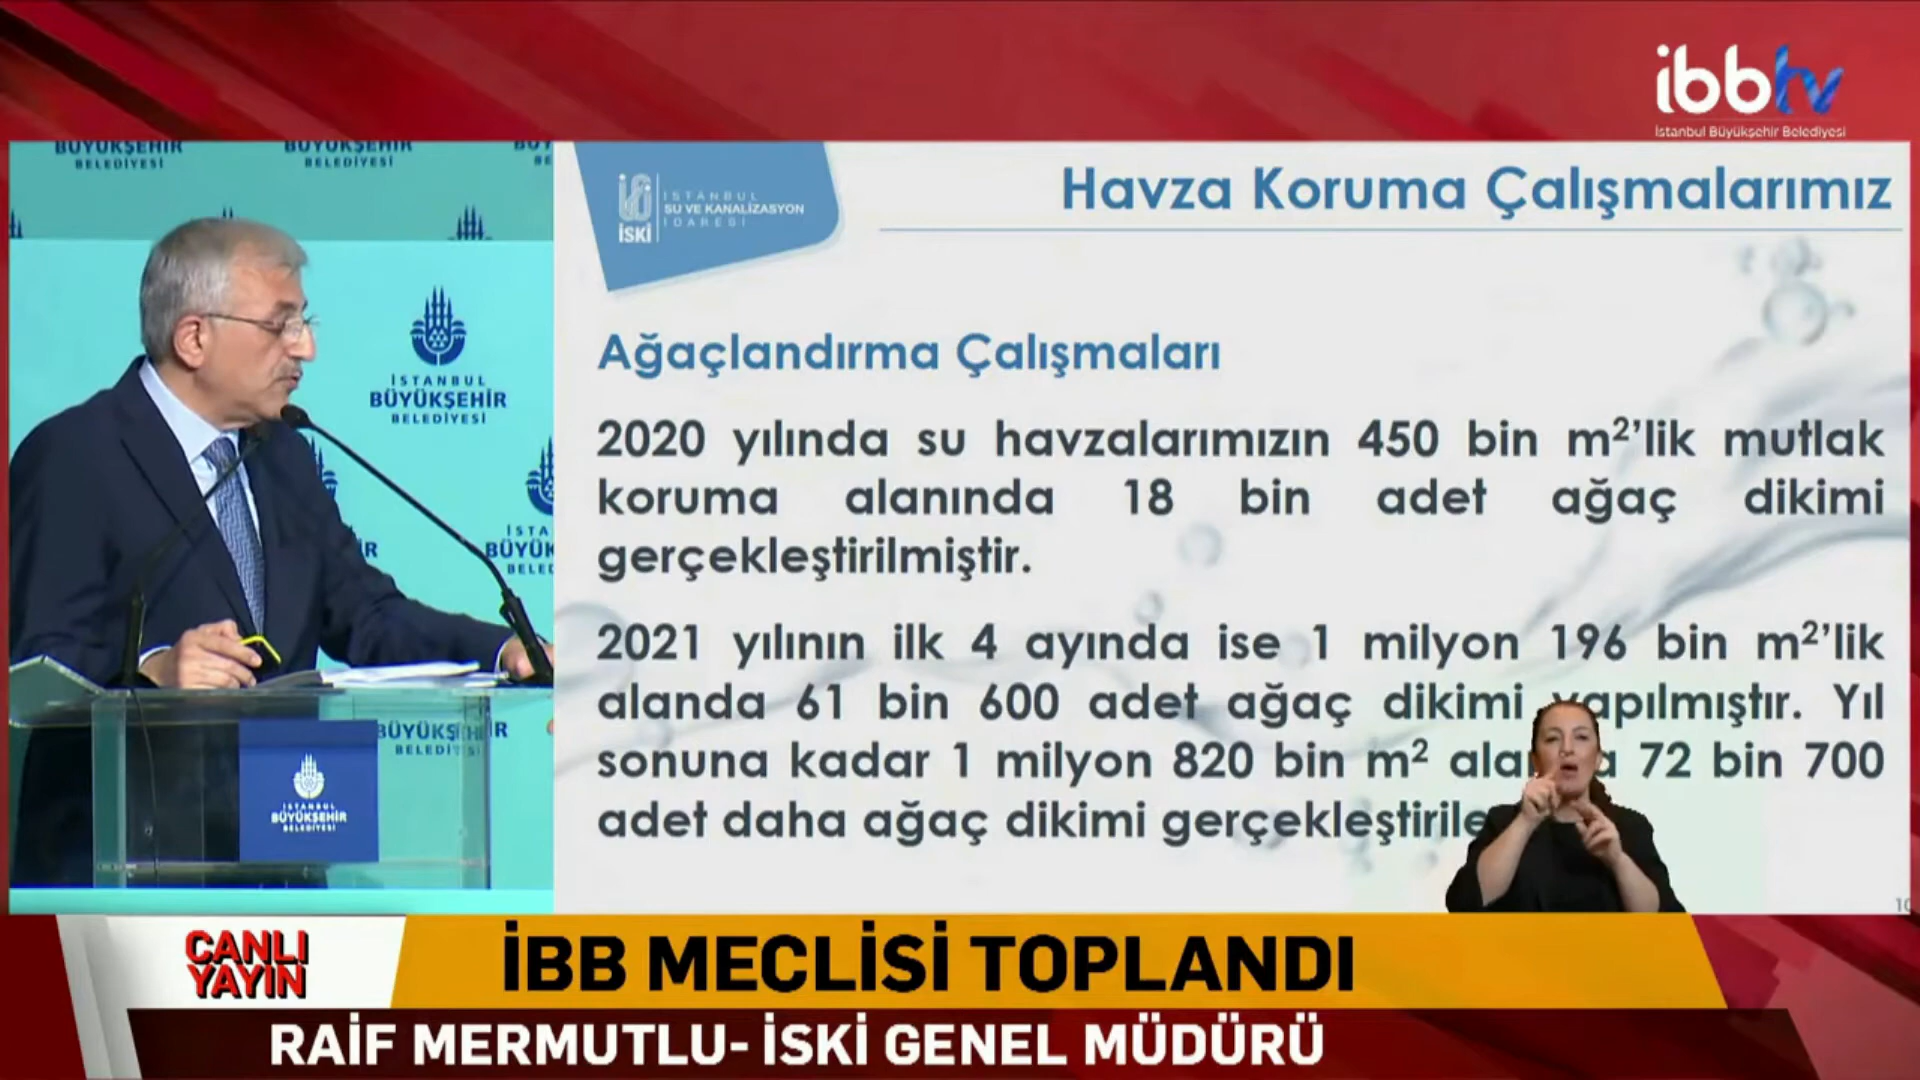 ibbtv
İstanbul Büyükşehir Belediyesi
BÜYÜKŞEHİR
BELEDİYESİ
BÜYÜKŞEHİR
BELEDİYESİ
İSTANBUL
SU VE KANALİZASYON
İDARESİ
İSKİ
Havza Koruma Çalışmalarımız
İSTANBUL
BÜYÜKŞEHİR
BELEDİYESİ
Ağaçlandırma Çalışmaları
2020 yılında su havzalarımızın 450 bin m²'lik mutlak
koruma alanında 18 bin adet ağaç dikimi
gerçekleştirilmiştir.
2021 yılının ilk 4 ayında ise 1 milyon 196 bin m²'lik
alanda 61 bin 600 adet ağaç dikimi yapılmıştır. Yıl
sonuna kadar 1 milyon 820 bin m² 72 bin 700
adet daha ağaç dikimi
BÜYÜKŞEHİR
BELEDİYESİ
İSTANBUL
BÜYÜKŞEHİR
BELEDİYESİ
10
CANLI
YAYIN
İBB MECLİSİ TOPLANDI
RAİF MERMUTLU- İSKİ GENEL MÜDÜRÜ